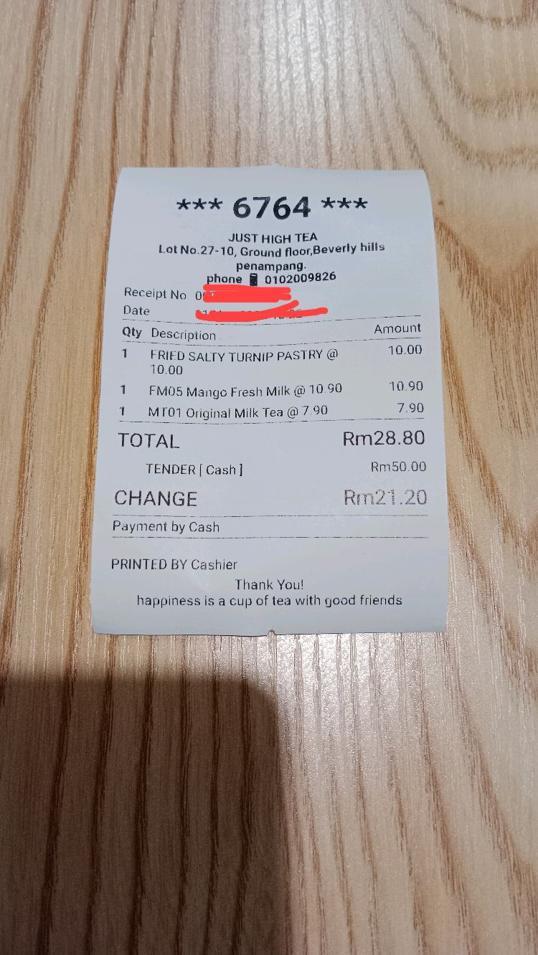 *** 6764 ***
JUST HIGH TEA
Lot No.27-10, Ground floor,Beverly hills
penampang.
phone 📱 0102009826
Receipt No
Date
Qty Description Amount
1 FRIED SALTY TURNIP PASTRY @ 10.00
10.00
1 FM05 Mango Fresh Milk @ 10.90 10.90
1 MT01 Original Milk Tea @ 7.90 7.90
TOTAL Rm28.80
TENDER [ Cash ] Rm50.00
CHANGE Rm21.20
Payment by Cash
PRINTED BY Cashier
Thank You!
happiness is a cup of tea with good friends